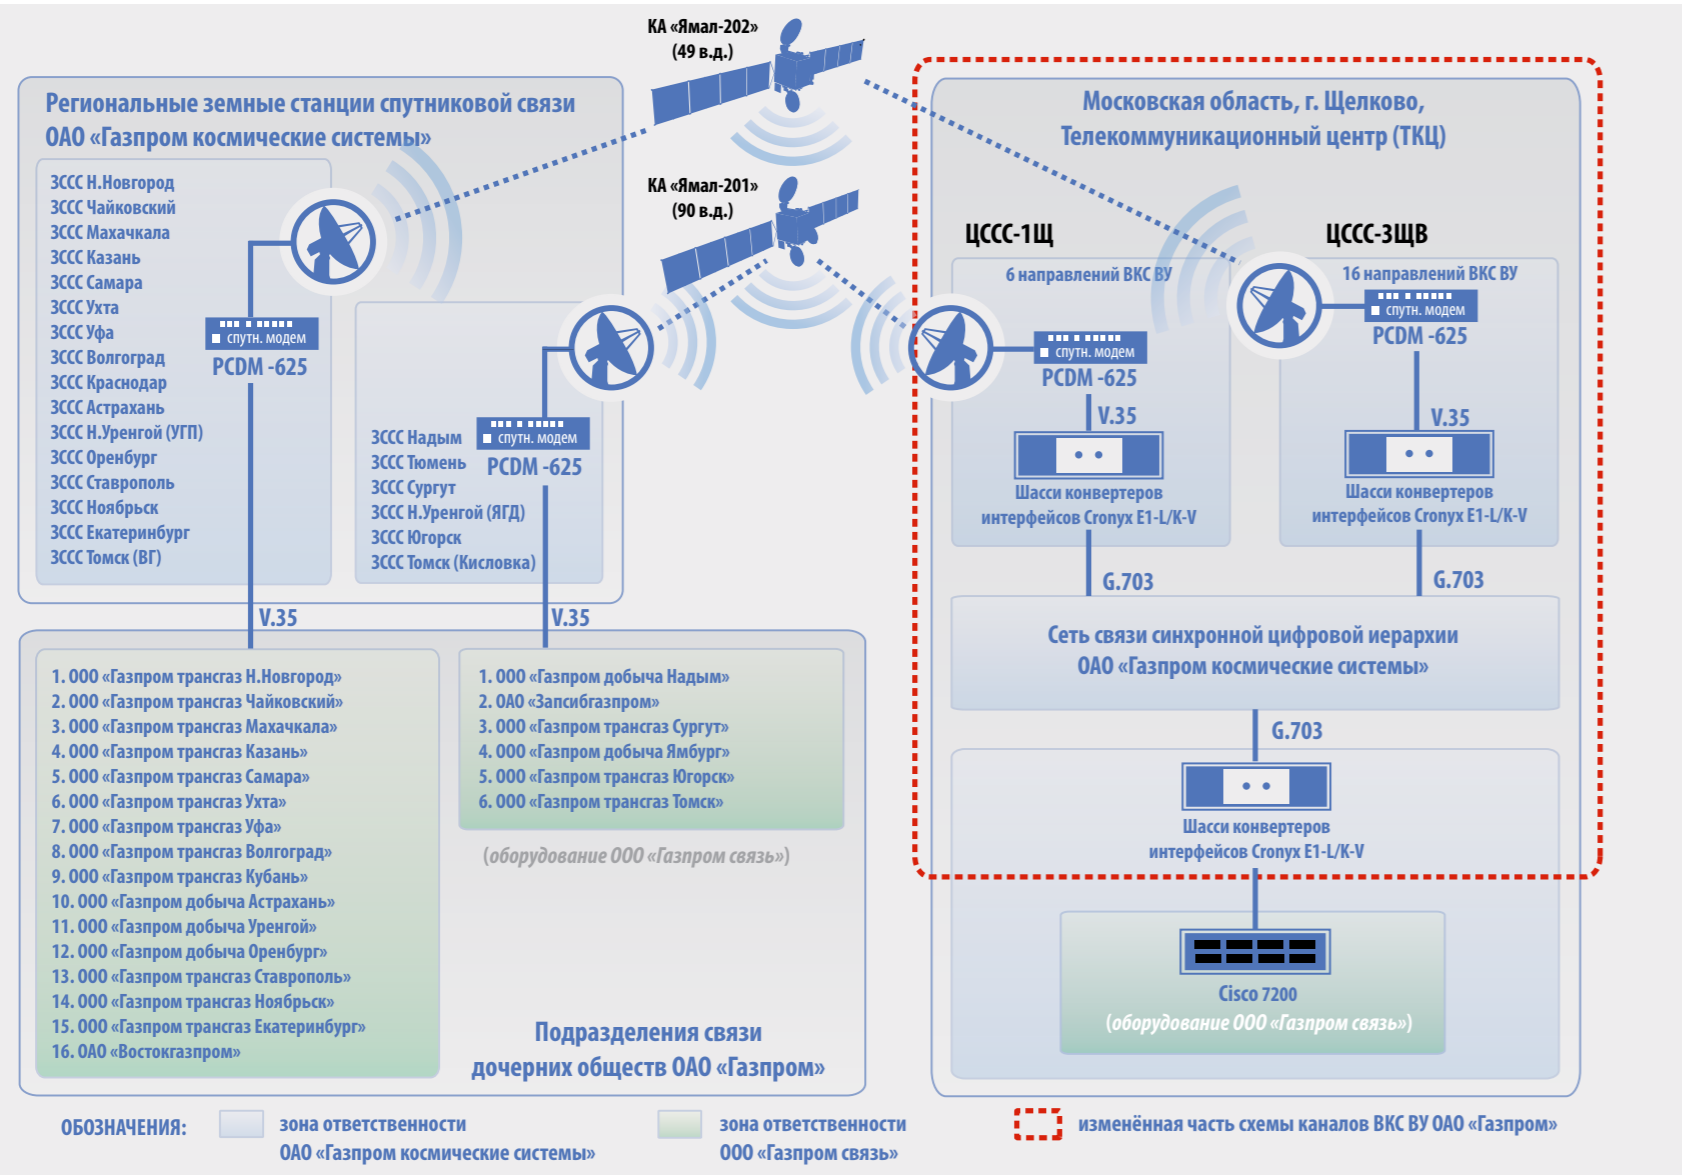 КА «Ямал-202»
(49 в.д.)
Региональные земные станции спутниковой связи
ОАО «Газпром космические системы»
ЗССС Н.Новгород
ЗССС Чайковский
ЗССС Махачкала
ЗССС Казань
ЗССС Самара
ЗССС Ухта
ЗССС Уфа
ЗССС Волгоград
ЗССС Краснодар
ЗССС Астрахань
ЗССС Н.Уренгой (УГП)
ЗССС Оренбург
ЗССС Ставрополь
ЗССС Ноябрьск
ЗССС Екатеринбург
ЗССС Томск (ВГ)
спутн. модем
PCDM -625
V.35
КА «Ямал-201»
(90 в.д.)
ЗССС Надым
ЗССС Тюмень
ЗССС Сургут
ЗССС Н.Уренгой (ЯГД)
ЗССС Югорск
ЗССС Томск (Кисловка)
спутн. модем
PCDM -625
V.35
Московская область, г. Щелково,
Телекоммуникационный центр (ТКЦ)
ЦССС-1Щ
6 направлений ВКС ВУ
спутн. модем
PCDM -625
V.35
Шасси конвертеров
интерфейсов Cronyx E1-L/K-V
G.703
ЦССС-3ЩВ
16 направлений ВКС ВУ
спутн. модем
PCDM -625
V.35
Шасси конвертеров
интерфейсов Cronyx E1-L/K-V
G.703
Сеть связи синхронной цифровой иерархии
ОАО «Газпром космические системы»
G.703
Шасси конвертеров
интерфейсов Cronyx E1-L/K-V
Cisco 7200
(оборудование ООО «Газпром связь»)
1. ООО «Газпром трансгаз Н.Новгород»
2. ООО «Газпром трансгаз Чайковский»
3. ООО «Газпром трансгаз Махачкала»
4. ООО «Газпром трансгаз Казань»
5. ООО «Газпром трансгаз Самара»
6. ООО «Газпром трансгаз Ухта»
7. ООО «Газпром трансгаз Уфа»
8. ООО «Газпром трансгаз Волгоград»
9. ООО «Газпром трансгаз Кубань»
10. ООО «Газпром добыча Астрахань»
11. ООО «Газпром добыча Уренгой»
12. ООО «Газпром добыча Оренбург»
13. ООО «Газпром трансгаз Ставрополь»
14. ООО «Газпром трансгаз Ноябрьск»
15. ООО «Газпром трансгаз Екатеринбург»
16. ОАО «Востокгазпром»
1. ООО «Газпром добыча Надым»
2. ОАО «Запсибгазпром»
3. ООО «Газпром трансгаз Сургут»
4. ООО «Газпром добыча Ямбург»
5. ООО «Газпром трансгаз Югорск»
6. ООО «Газпром трансгаз Томск»
(оборудование ООО «Газпром связь»)
Подразделения связи
дочерних обществ ОАО «Газпром»
ОБОЗНАЧЕНИЯ:
зона ответственности
ОАО «Газпром космические системы»
зона ответственности
ООО «Газпром связь»
изменённая часть схемы каналов ВКС ВУ ОАО «Газпром»